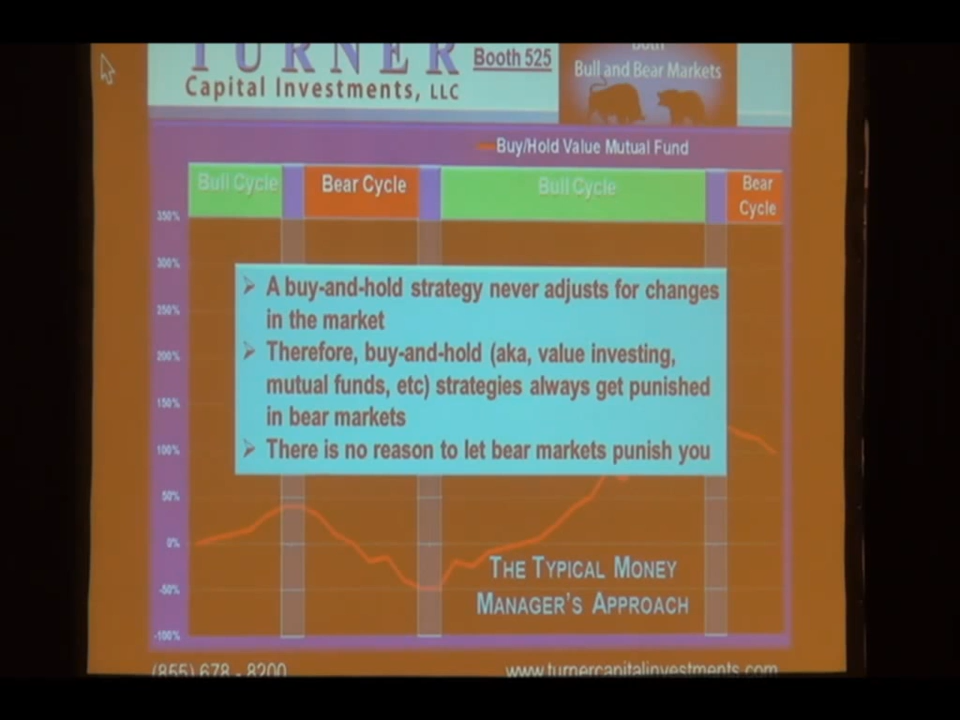 TURNER
Capital Investments, LLC
Booth 525
Both
Bull and Bear Markets
Buy/Hold Value Mutual Fund
Bull Cycle
Bear Cycle
Bull Cycle
Bear
Cycle
350%
300%
250%
200%
150%
100%
50%
0%
-50%
-100%
➢ A buy-and-hold strategy never adjusts for changes
in the market
➢ Therefore, buy-and-hold (aka, value investing,
mutual funds, etc) strategies always get punished
in bear markets
➢ There is no reason to let bear markets punish you
THE TYPICAL MONEY
MANAGER'S APPROACH
(855) 678 - 8200
www.turnercapitalinvestments.com